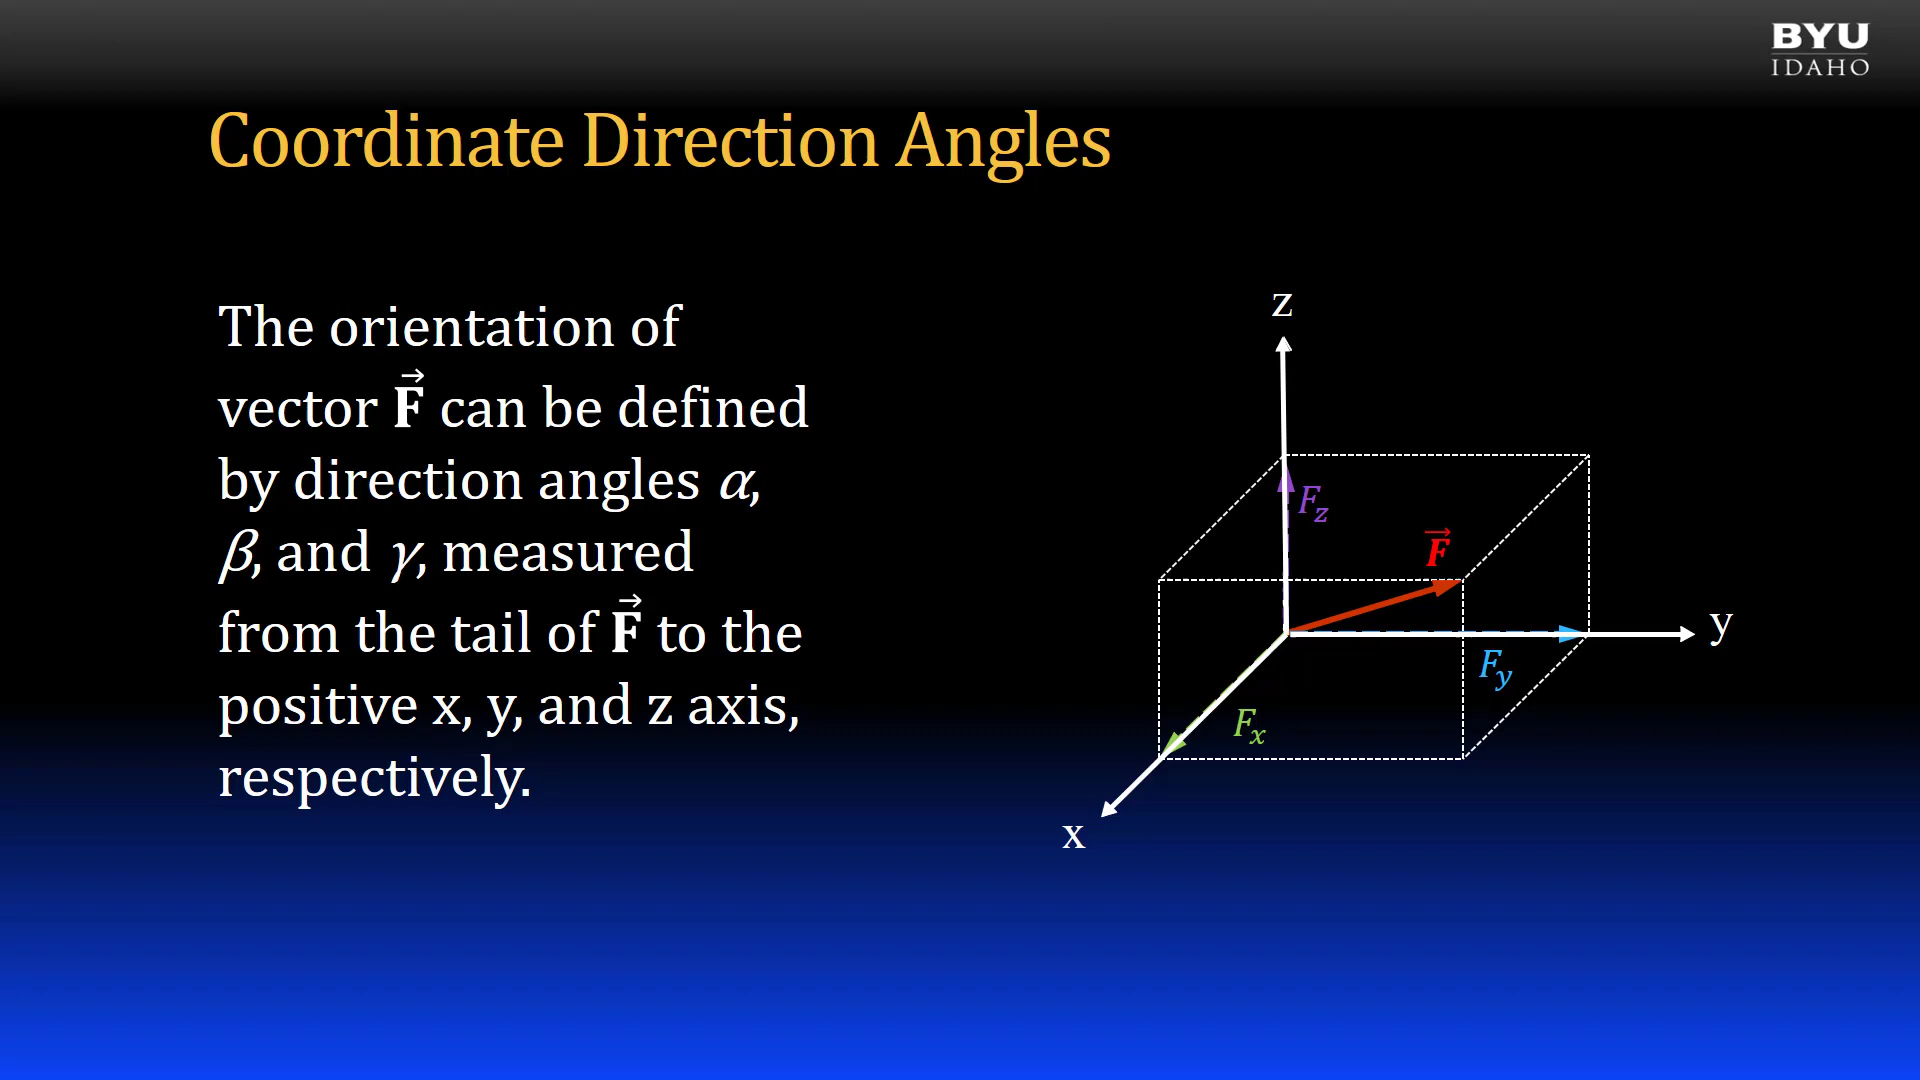 BYU
IDAHO
Coordinate Direction Angles
The orientation of
vector F⃗ can be defined
by direction angles α,
β, and γ, measured
from the tail of F⃗ to the
positive x, y, and z axis,
respectively.
z
F_z
F⃗
y
F_y
F_x
x